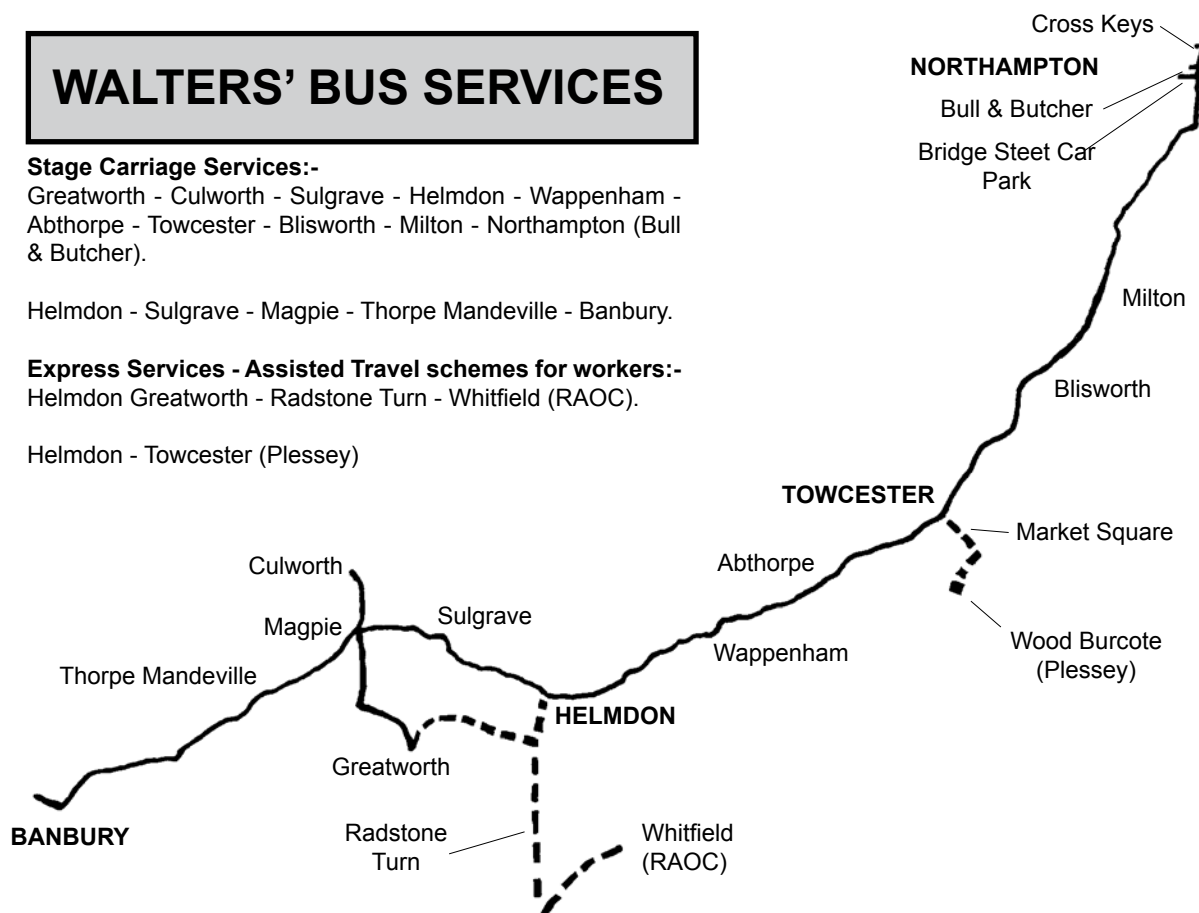 WALTERS’ BUS SERVICES
Stage Carriage Services:-
Greatworth - Culworth - Sulgrave - Helmdon - Wappenham -
Abthorpe - Towcester - Blisworth - Milton - Northampton (Bull
& Butcher).
Helmdon - Sulgrave - Magpie - Thorpe Mandeville - Banbury.
Express Services - Assisted Travel schemes for workers:-
Helmdon Greatworth - Radstone Turn - Whitfield (RAOC).
Helmdon - Towcester (Plessey)
Cross Keys
NORTHAMPTON
Bull & Butcher
Bridge Steet Car
Park
Milton
Blisworth
TOWCESTER
Market Square
Abthorpe
Culworth
Sulgrave
Magpie
Wappenham
Wood Burcote
(Plessey)
Thorpe Mandeville
HELMDON
Greatworth
BANBURY
Radstone
Turn
Whitfield
(RAOC)